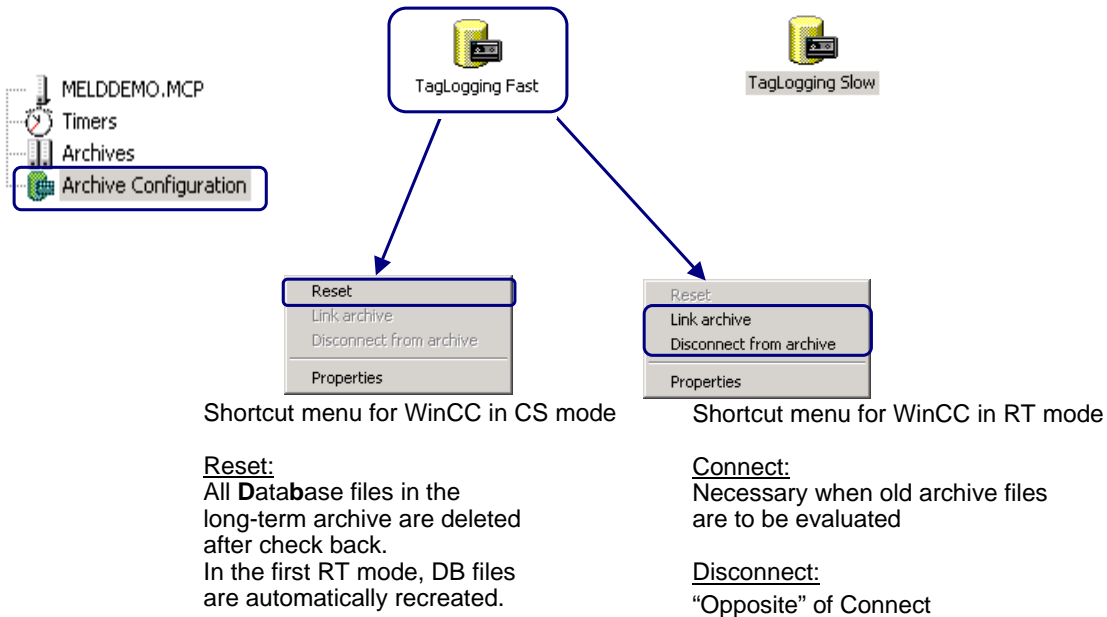 MELDDEMO.MCP
Timers
Archives
Archive Configuration
TagLogging Fast
TagLogging Slow
Reset
Link archive
Disconnect from archive
Properties
Shortcut menu for WinCC in CS mode
Reset:
All Database files in the
long-term archive are deleted
after check back.
In the first RT mode, DB files
are automatically recreated.
Reset
Link archive
Disconnect from archive
Properties
Shortcut menu for WinCC in RT mode
Connect:
Necessary when old archive files
are to be evaluated
Disconnect:
“Opposite” of Connect